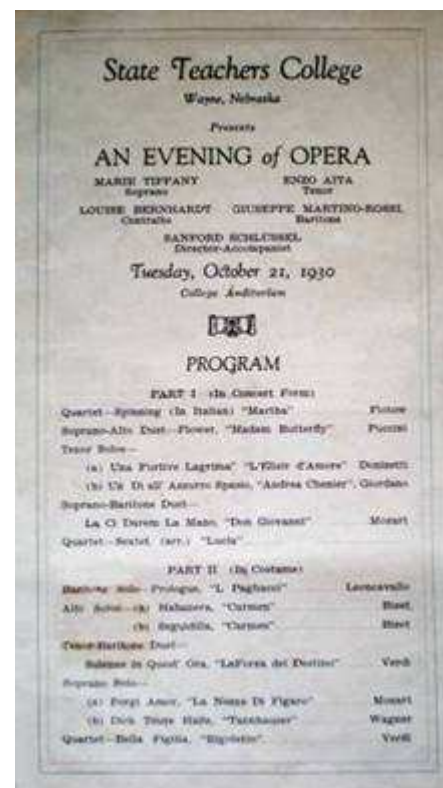 State Teachers College
Wayne, Nebraska
Presents
AN EVENING of OPERA
MARIE TIFFANY ENZO AITA
Soprano Tenor
LOUISE BERNHARDT GIUSEPPE MARTINO-ROSSI
Contralto Baritone
SANFORD SCHLUSSEL
Director-Accompanist
Tuesday, October 21, 1930
College Auditorium
PROGRAM
PART I (In Concert Form)
Quartet—Spinning (In Italian) "Martha" Flotow
Soprano-Alto Duet—Flower, "Madam Butterfly" Puccini
Tenor Solos—
(a) Una Furtive Lagrima" "L'Elisir d'Amore" Donizetti
(b) Un Di all' Azzurro Spazio, "Andrea Chenier", Giordano
Soprano-Baritone Duet—
La Ci Darem La Mano, "Don Giovanni" Mozart
Quartet—Sextet, (arr.) "Lucia"
PART II (In Costume)
Baritone Solo—Prologue, "I. Pagliacci" Leoncavallo
Alto Solos—(a) Habanera, "Carmen" Bizet
(b) Seguidilla, "Carmen" Bizet
Tenor-Baritone Duet—
Solenne in Quest' Ora, "LaForza del Destino" Verdi
Soprano Solo—
(a) Porgi Amor, "La Nozze Di Figaro" Mozart
(b) Dich Teure Halle, "Tannhauser" Wagner
Quartet—Bella Figlia, "Rigoletto" Verdi